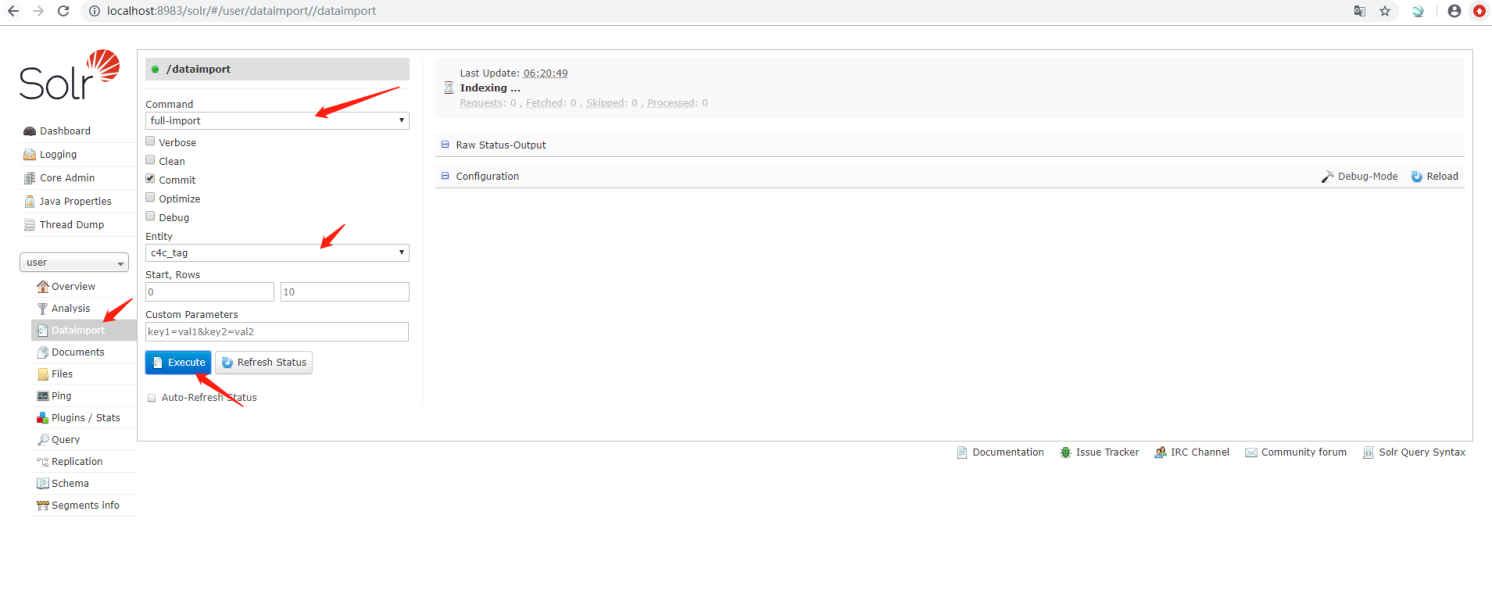 localhost:8983/solr/#/user/dataimport//dataimport
Solr
Dashboard
Logging
Core Admin
Java Properties
Thread Dump
user
Overview
Analysis
Dataimport
Documents
Files
Ping
Plugins / Stats
Query
Replication
Schema
Segments info
/dataimport
Command
full-import
Verbose
Clean
Commit
Optimize
Debug
Entity
c4c_tag
Start, Rows
0 10
Custom Parameters
key1=val1&key2=val2
Execute Refresh Status
Auto-Refresh Status
Last Update: 06:20:49
Indexing ...
Requests: 0 , Fetched: 0 , Skipped: 0 , Processed: 0
Raw Status-Output
Configuration Debug-Mode Reload
Documentation Issue Tracker IRC Channel Community forum Solr Query Syntax